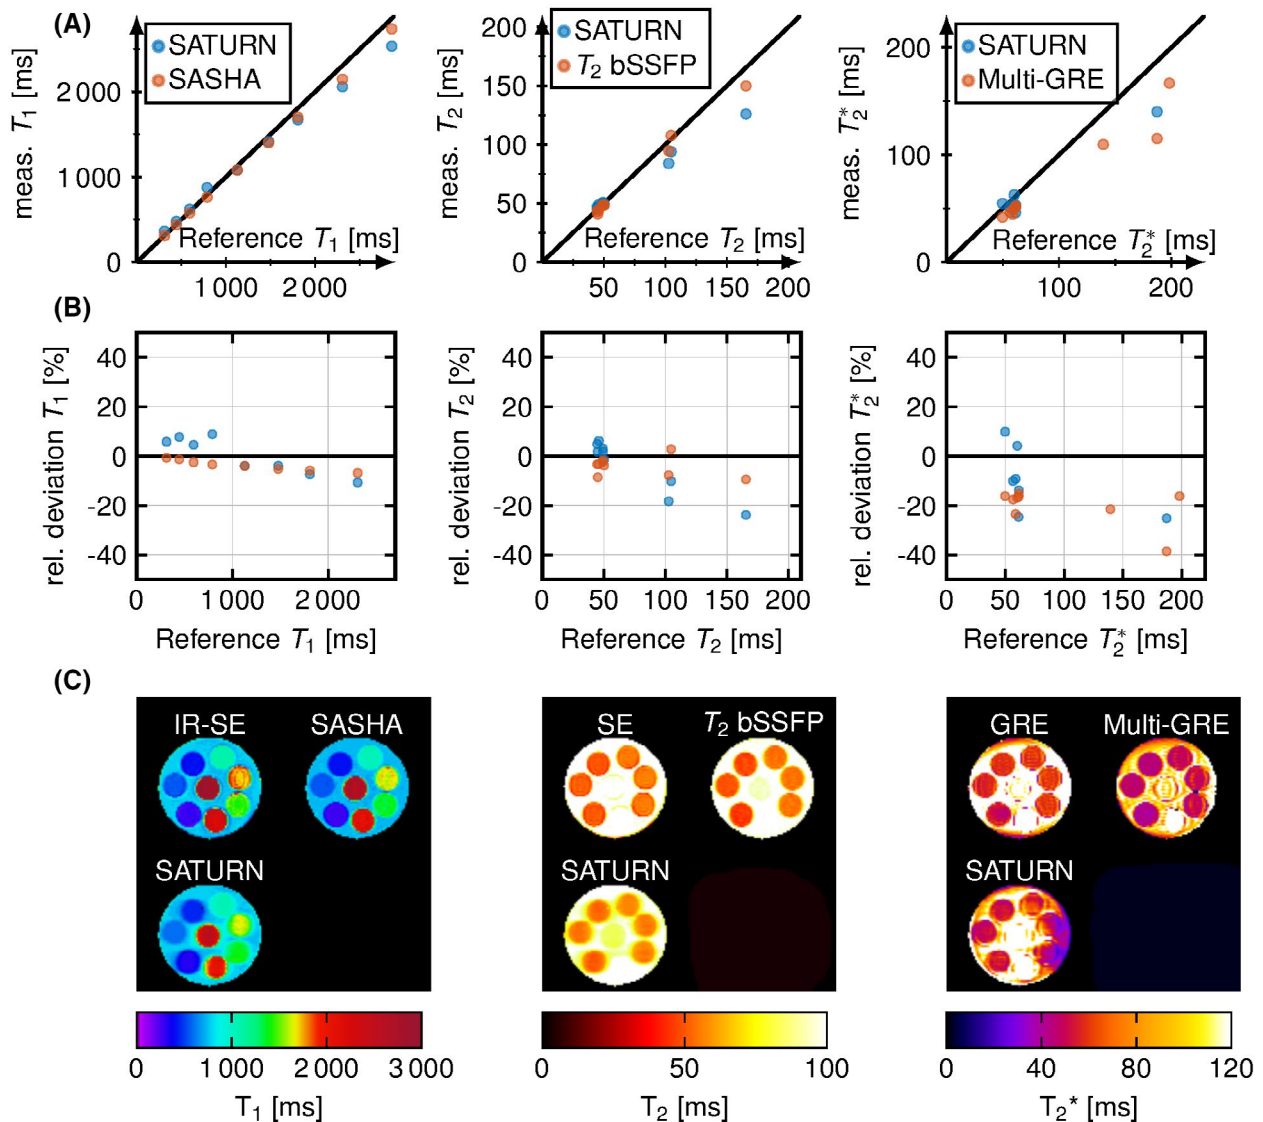 (A)
meas. T1 [ms]
2 000
1 000
0
SATURN
SASHA
Reference T1 [ms]
1 000 2 000
meas. T2 [ms]
200
150
100
50
0
SATURN
T2 bSSFP
Reference T2 [ms]
50 100 150 200
meas. T2* [ms]
200
100
0
SATURN
Multi-GRE
Reference T2* [ms]
100 200
(B)
rel. deviation T1 [%]
40
20
0
-20
-40
0 1 000 2 000
Reference T1 [ms]
rel. deviation T2 [%]
40
20
0
-20
-40
0 50 100 150 200
Reference T2 [ms]
rel. deviation T2* [%]
40
20
0
-20
-40
0 50 100 150 200
Reference T2* [ms]
(C)
IR-SE SASHA
SATURN
0 1 000 2 000 3 000
T1 [ms]
SE T2 bSSFP
SATURN
0 50 100
T2 [ms]
GRE Multi-GRE
SATURN
0 40 80 120
T2* [ms]